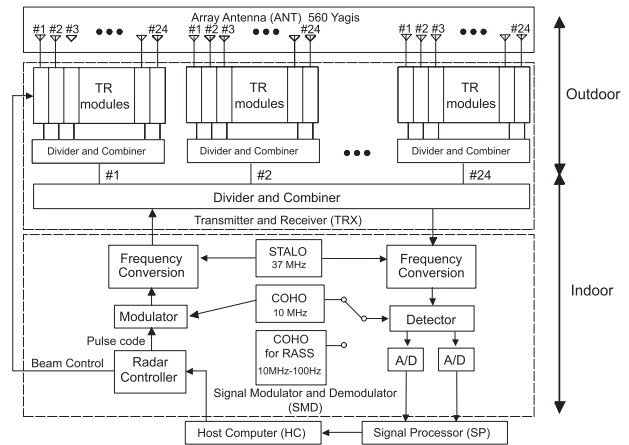 Array Antenna (ANT) 560 Yagis
#1 #2 #3 #24 #1 #2 #3 #24 #1 #2 #3 #24
TR modules
TR modules
TR modules
Outdoor
Divider and Combiner
Divider and Combiner
Divider and Combiner
#1 #2 #24
Divider and Combiner
Transmitter and Receiver (TRX)
Frequency Conversion
STALO
37 MHz
Frequency Conversion
Indoor
Modulator
COHO
10 MHz
Detector
Pulse code
COHO
for RASS
10MHz-100Hz
Beam Control
Radar Controller
A/D
A/D
Signal Modulator and Demodulator
(SMD)
Host Computer (HC)
Signal Processor (SP)